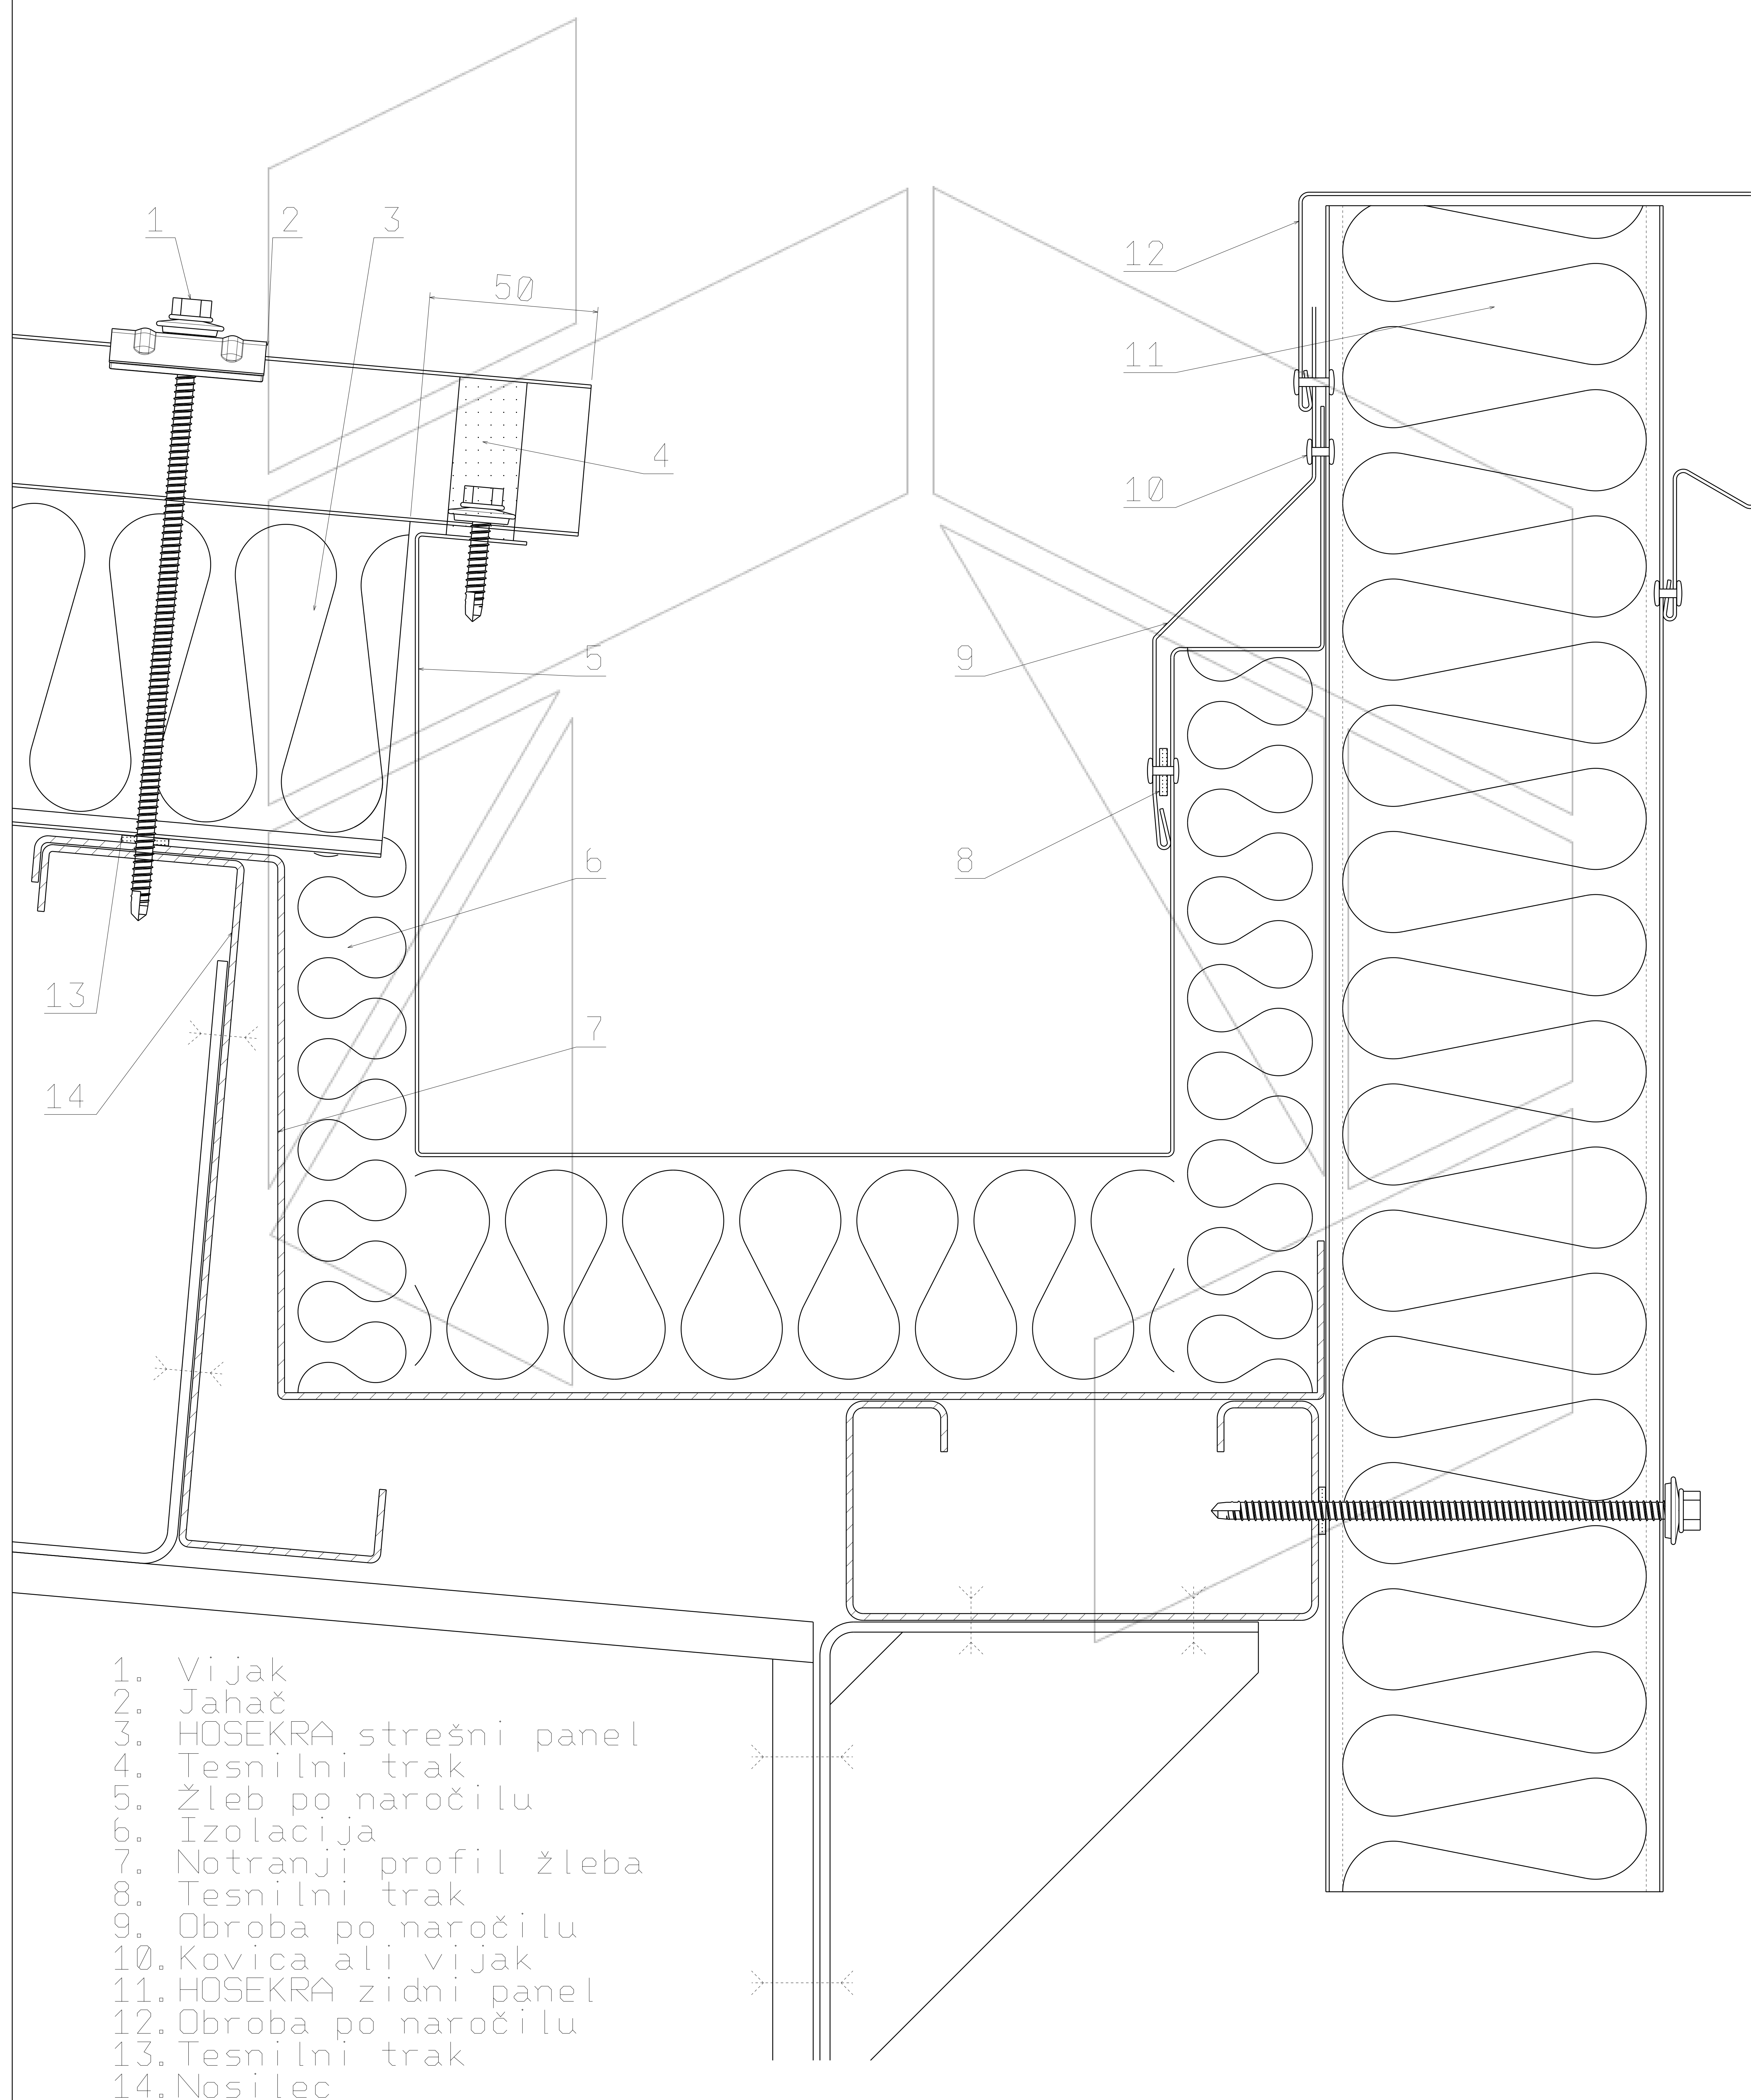 1
2
3
50
12
11
4
10
5
9
6
8
13
7
14
1. Vijak
2. Jahač
3. HOSEKRA strešni panel
4. Tesnilni trak
5. Žleb po naročilu
6. Izolacija
7. Notranji profil žleba
8. Tesnilni trak
9. Obroba po naročilu
10. Kovica ali vijak
11. HOSEKRA zidni panel
12. Obroba po naročilu
13. Tesnilni trak
14. Nosilec